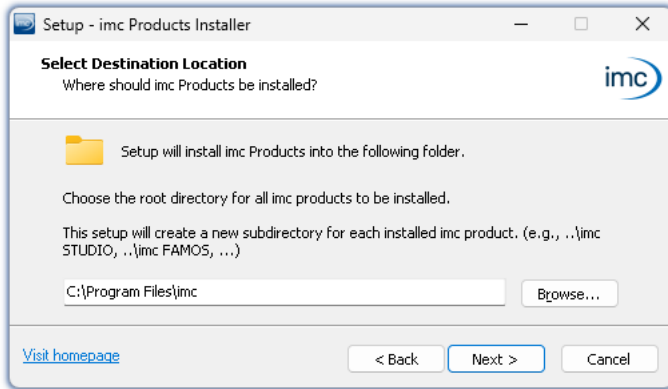 Setup - imc Products Installer
Select Destination Location
Where should imc Products be installed?
imc
Setup will install imc Products into the following folder.
Choose the root directory for all imc products to be installed.
This setup will create a new subdirectory for each installed imc product. (e.g., ..\imc
STUDIO, ..\imc FAMOS, ...)
C:\Program Files\imc
Browse...
Visit homepage
< Back
Next >
Cancel